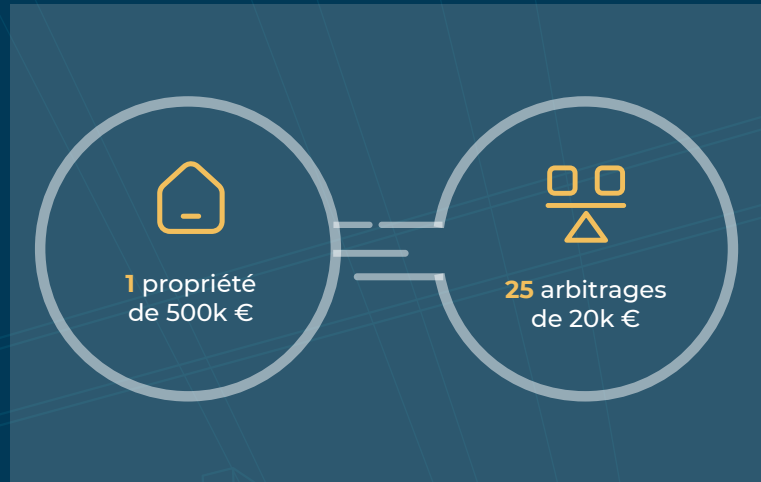 1 propriété
de 500k €
25 arbitrages
de 20k €